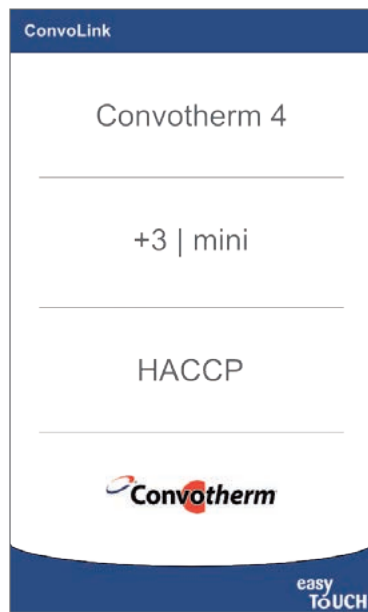 ConvoLink
Convotherm 4
+3 | mini
HACCP
Convotherm
easy
TOUCH